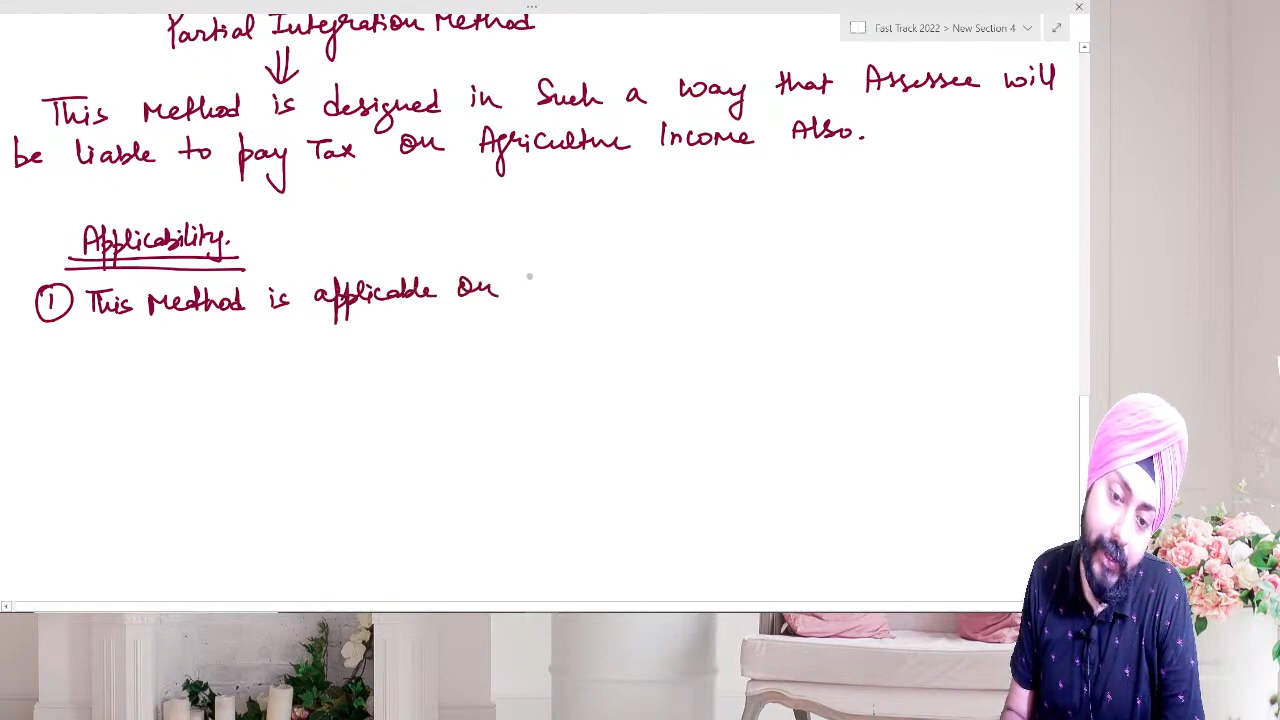 Partial Integration Method
Fast Track 2022 > New Section 4
This Method is designed in Such a way that Assessee will
be liable to pay Tax on Agriculture Income Also.
Applicability.
① This Method is applicable on